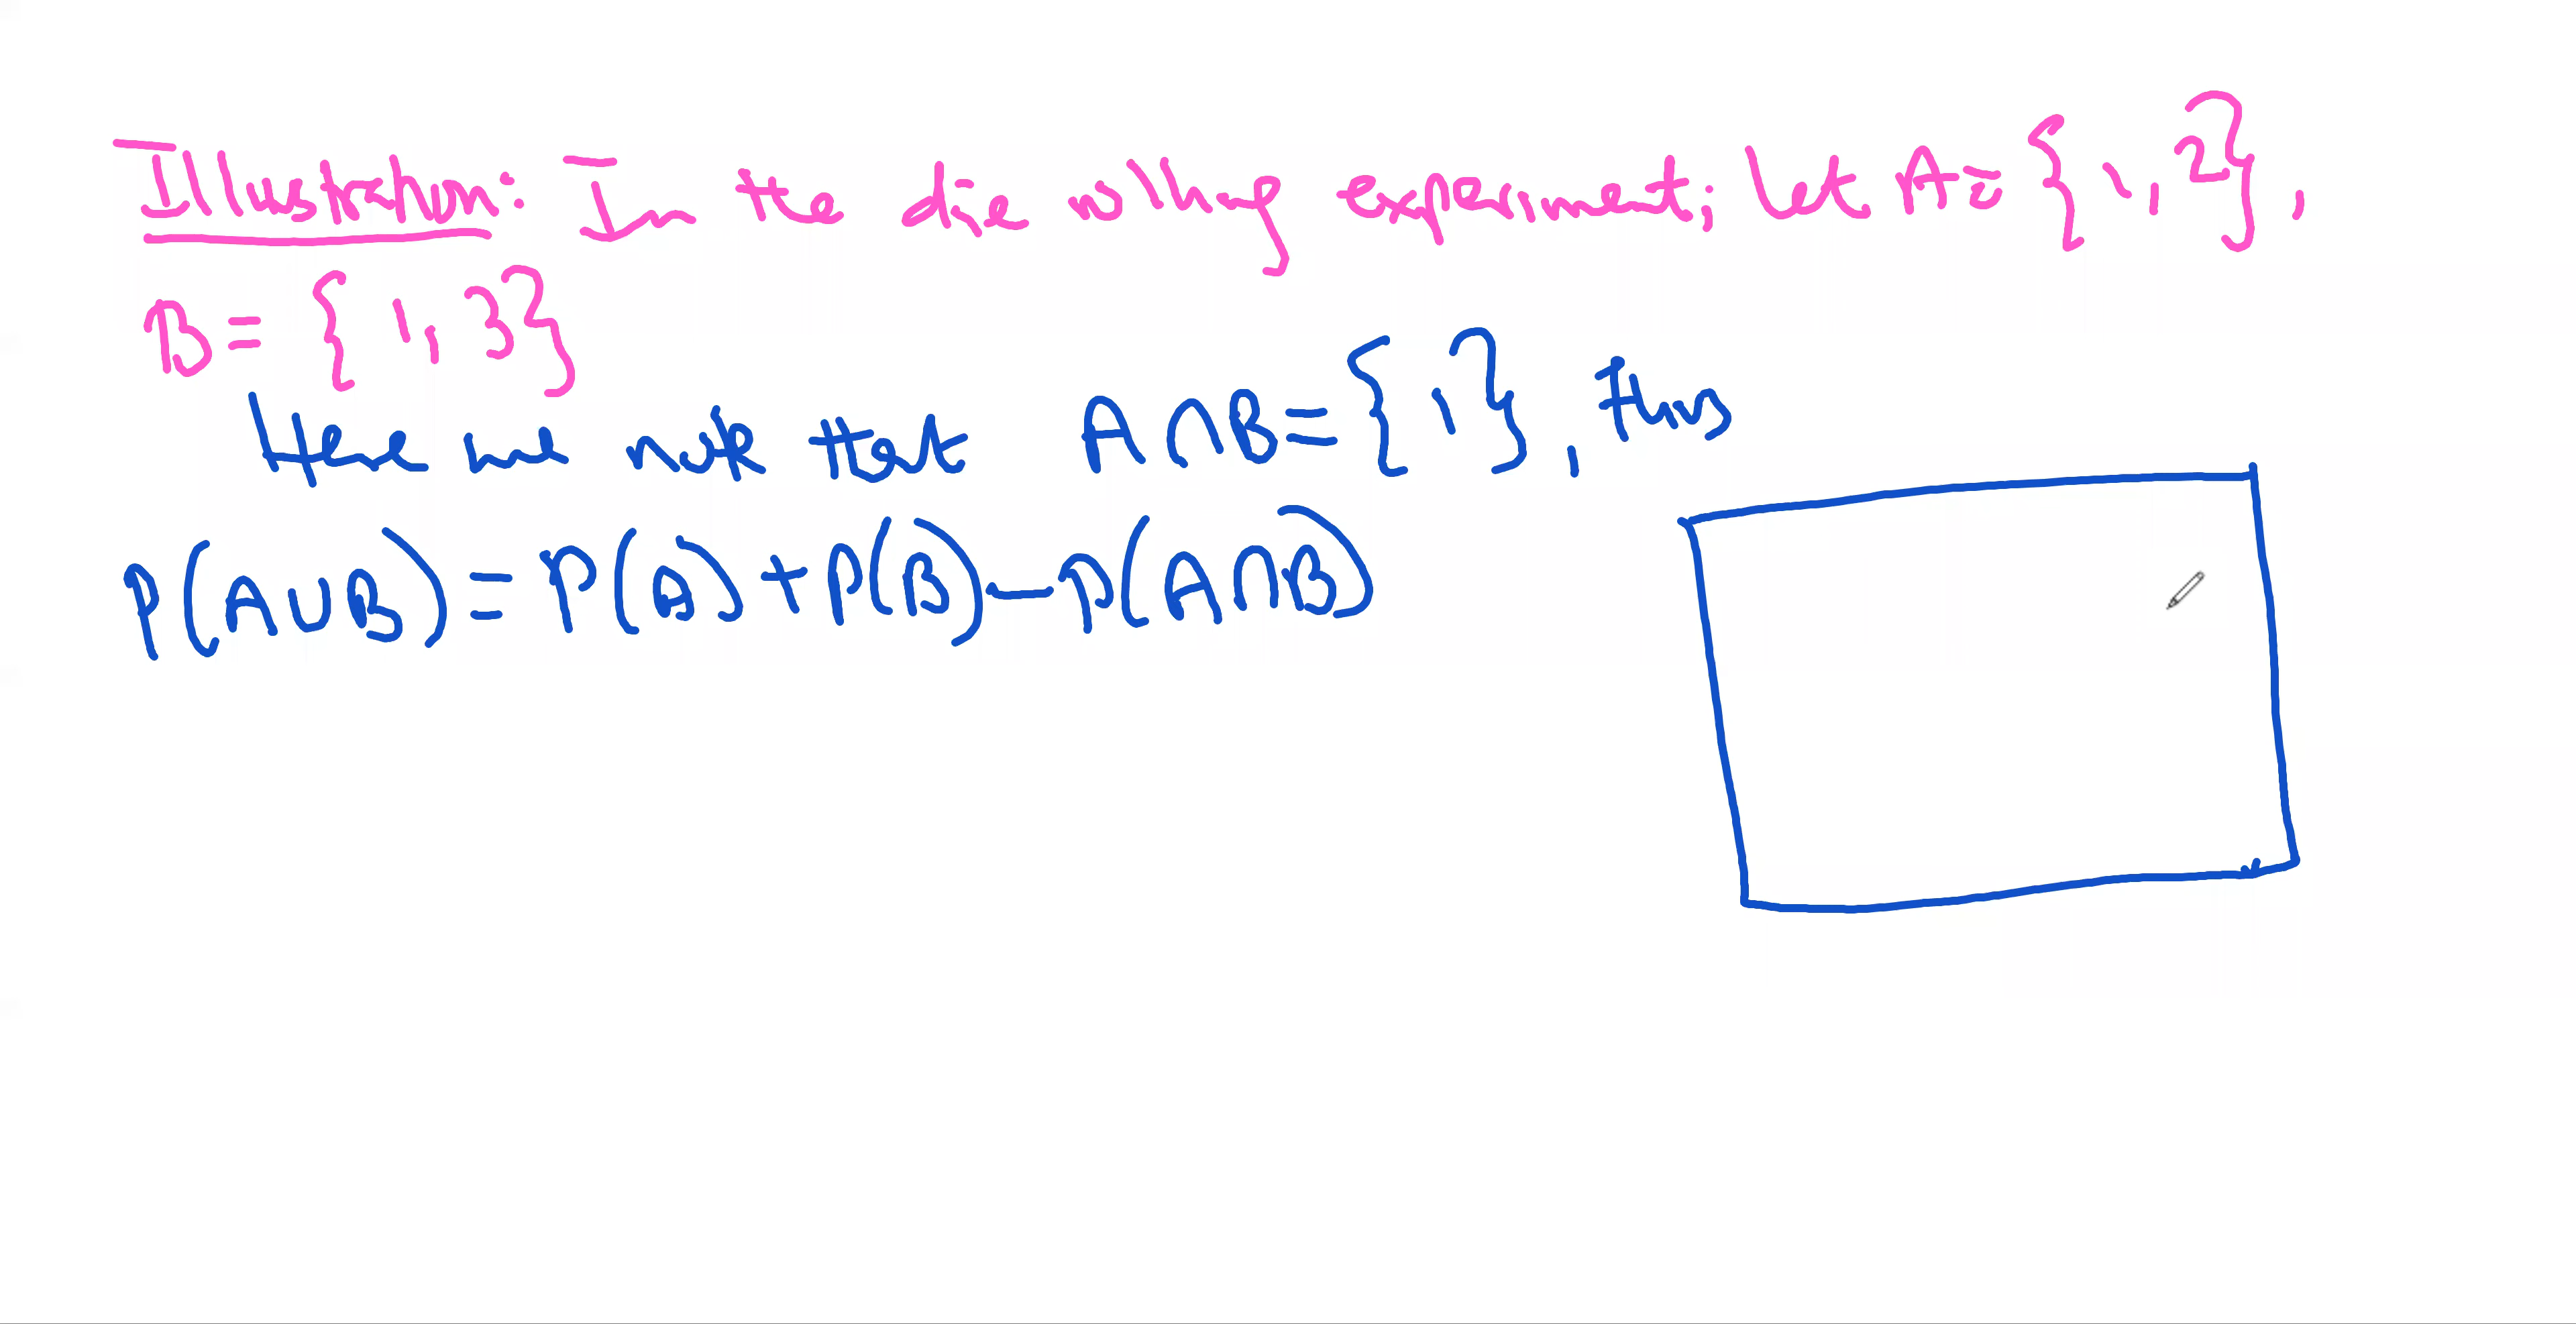 Illustration: In the die rolling experiment; let A = {1, 2},
B = {1, 3}
Here we note that A∩B = {1}, thus
P(A∪B) = P(A) + P(B) − P(A∩B)